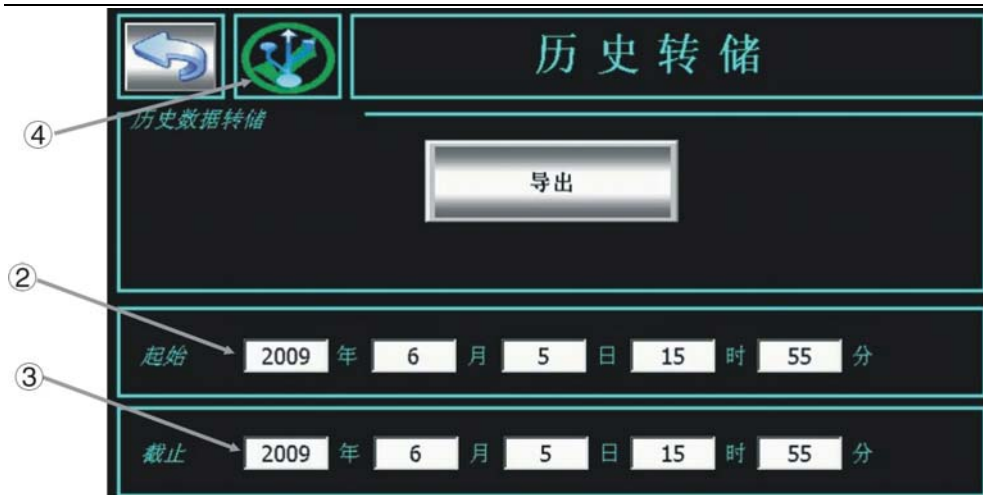 历史转储
④
历史数据转储
导出
②
起始 2009 年 6 月 5 日 15 时 55 分
③
截止 2009 年 6 月 5 日 15 时 55 分